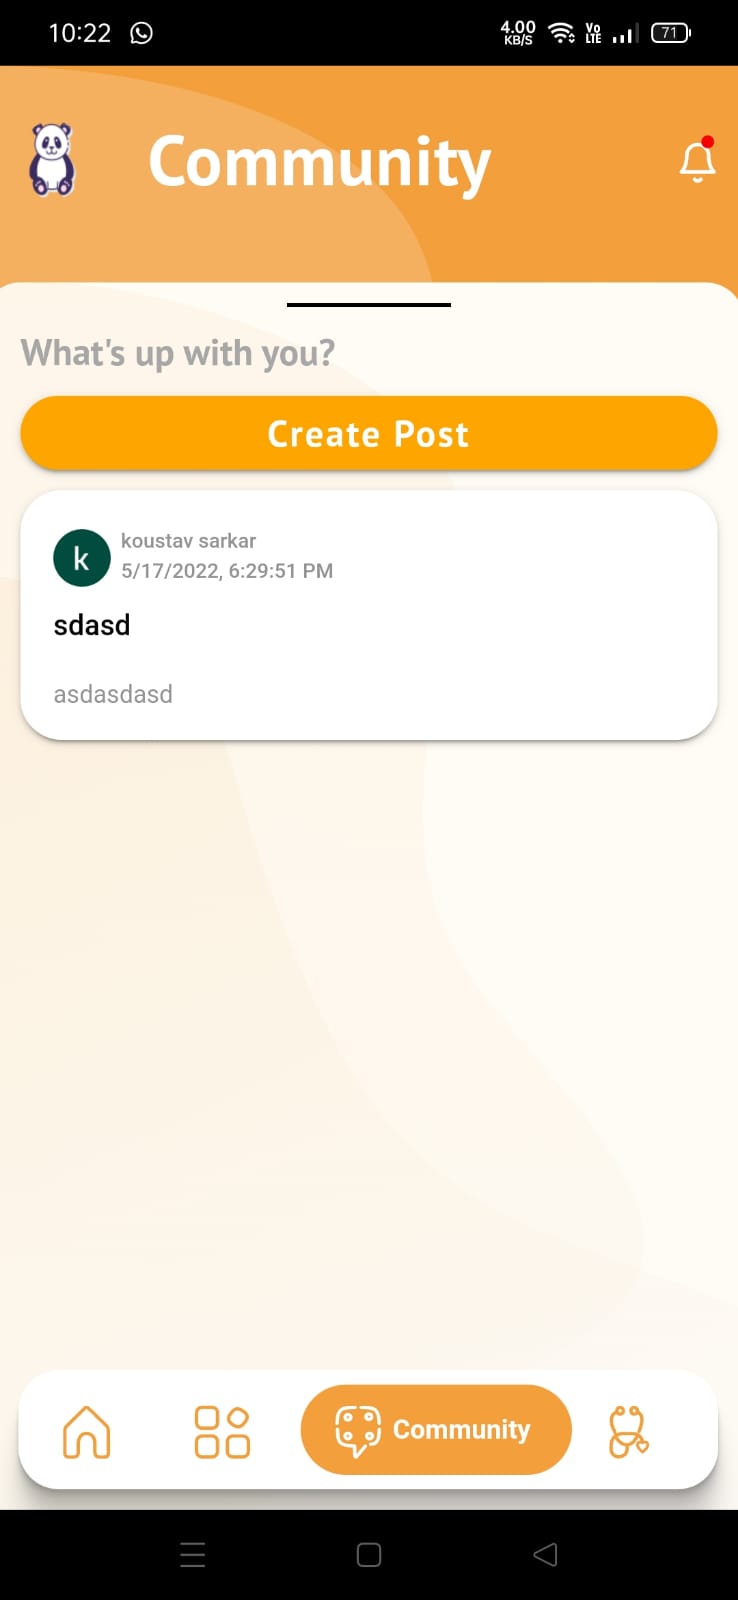 10:22
4.00
KB/S
Vo
LTE
71
Community
What's up with you?
Create Post
k
koustav sarkar
5/17/2022, 6:29:51 PM
sdasd
asdasdasd
Community